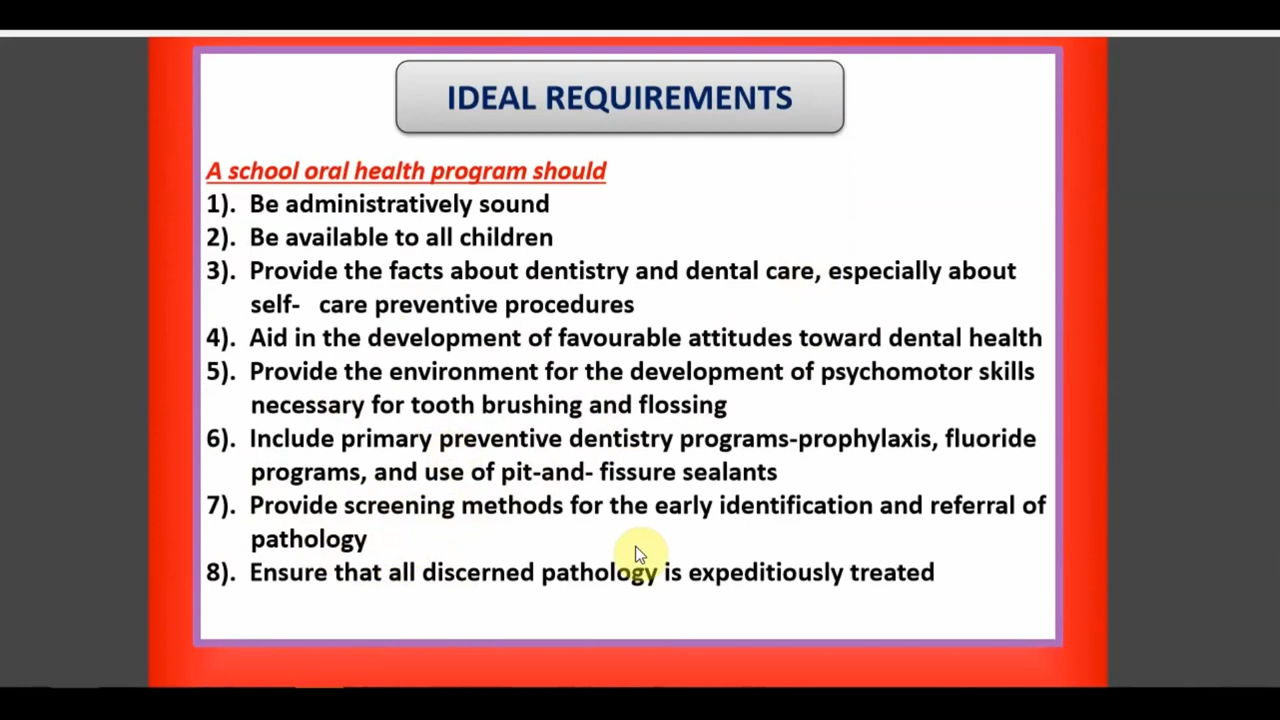 IDEAL REQUIREMENTS
A school oral health program should
1). Be administratively sound
2). Be available to all children
3). Provide the facts about dentistry and dental care, especially about
self- care preventive procedures
4). Aid in the development of favourable attitudes toward dental health
5). Provide the environment for the development of psychomotor skills
necessary for tooth brushing and flossing
6). Include primary preventive dentistry programs-prophylaxis, fluoride
programs, and use of pit-and- fissure sealants
7). Provide screening methods for the early identification and referral of
pathology
8). Ensure that all discerned pathology is expeditiously treated